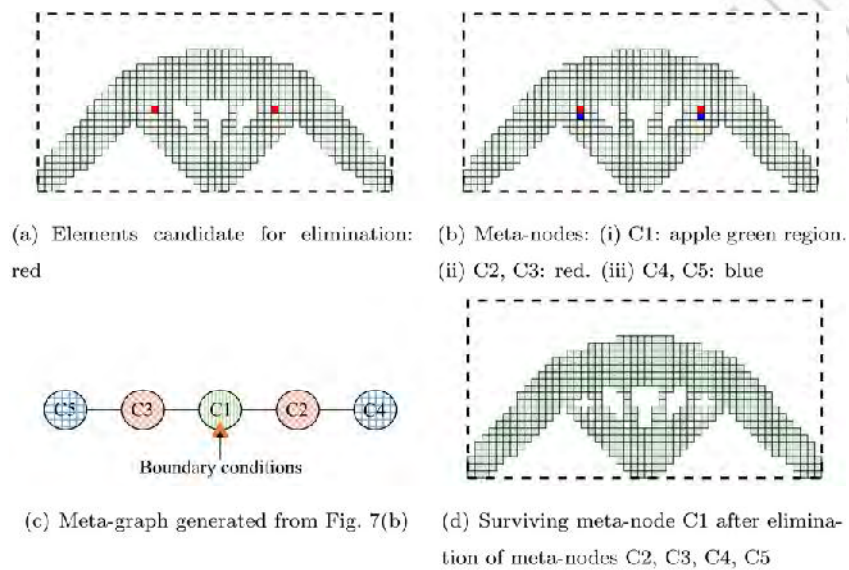 (a) Elements candidate for elimination:
red
(b) Meta-nodes: (i) C1: apple green region.
(ii) C2, C3: red. (iii) C4, C5: blue
C5 C3 C1 C2 C4
Boundary conditions
(c) Meta-graph generated from Fig. 7(b)
(d) Surviving meta-node C1 after elimina-
tion of meta-nodes C2, C3, C4, C5